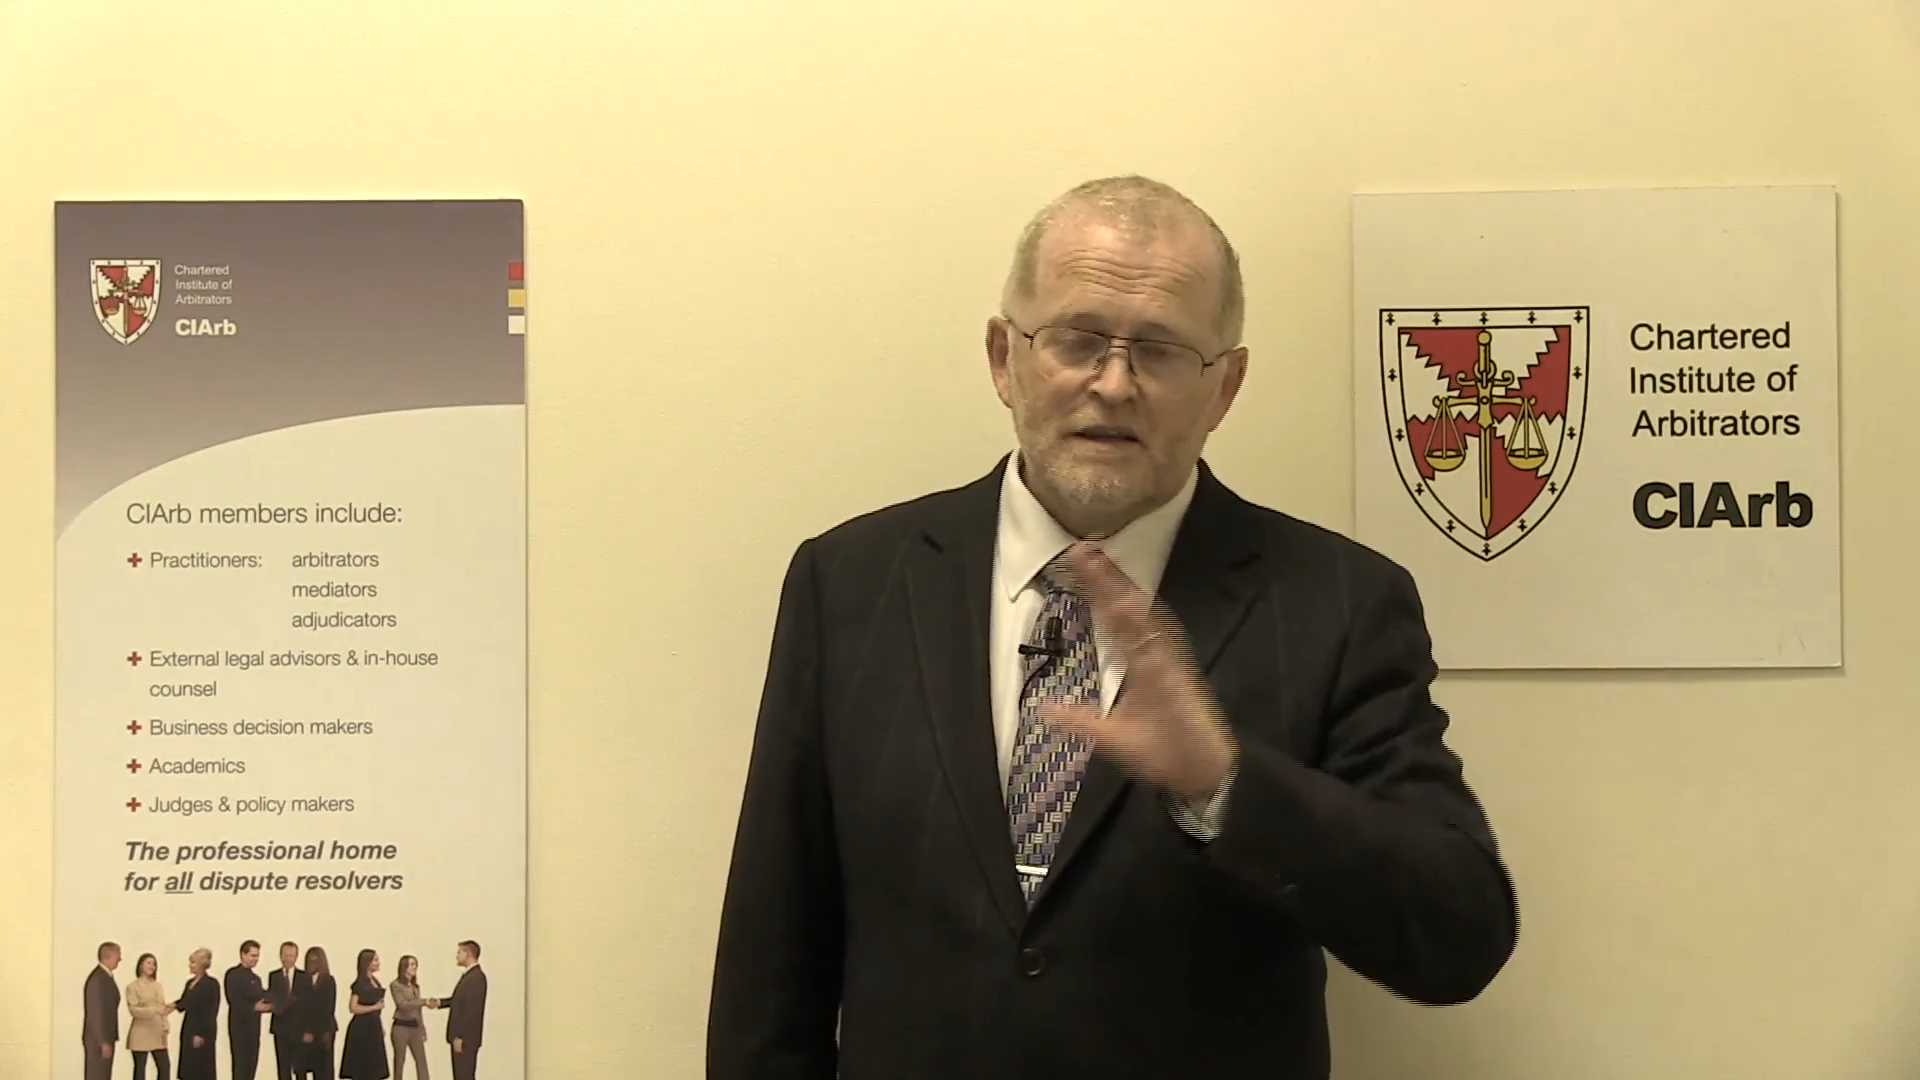 Chartered
Institute of
Arbitrators
CIArb
CIArb members include:
Practitioners: arbitrators
mediators
adjudicators
External legal advisors & in-house
counsel
Business decision makers
Academics
Judges & policy makers
The professional home
for all dispute resolvers
Chartered
Institute of
Arbitrators
CIArb